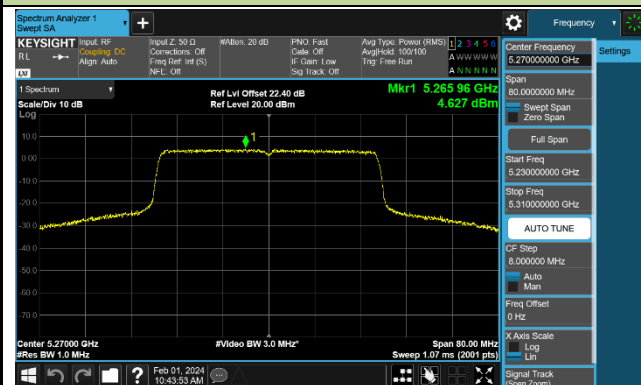 Spectrum Analyzer 1
Swept SA
Frequency
KEYSIGHT
RL
LXI
Input: RF
Coupling: DC
Align: Auto
Input Z: 50 Ω
Corrections: Off
Freq Ref: Int (S)
NFE: Off
#Atten: 20 dB
PNO: Fast
Gate: Off
IF Gain: Low
Sig Track: Off
Avg Type: Power (RMS)
Avg|Hold: 100/100
Trig: Free Run
1 2 3 4 5 6
A W W W W W
A N N N N N
Center Frequency
5.270000000 GHz
Settings
Span
80.0000000 MHz
Swept Span
Zero Span
Full Span
Start Freq
5.230000000 GHz
Stop Freq
5.310000000 GHz
AUTO TUNE
CF Step
8.000000 MHz
Auto
Man
Freq Offset
0 Hz
X Axis Scale
Log
Lin
Signal Track
(Span Zoom)
1 Spectrum
Scale/Div 10 dB
Log
Ref Lvl Offset 22.40 dB
Ref Level 20.00 dBm
Mkr1 5.265 96 GHz
4.627 dBm
1
10.0
0.00
-10.0
-20.0
-30.0
-40.0
-50.0
-60.0
-70.0
Center 5.27000 GHz
#Res BW 1.0 MHz
#Video BW 3.0 MHz*
Span 80.00 MHz
Sweep 1.07 ms (2001 pts)
Feb 01, 2024
10:43:53 AM